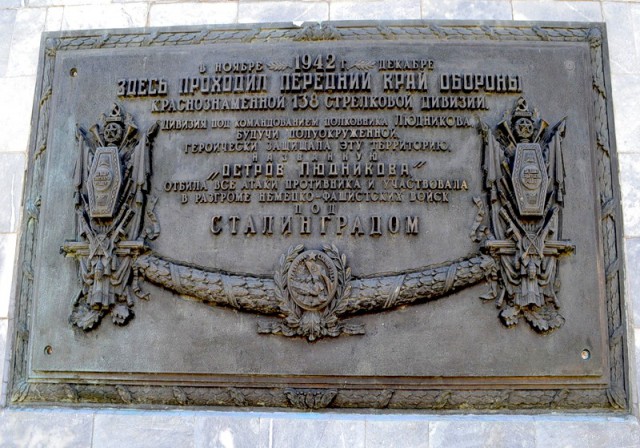 В НОЯБРЕ 1942 Г. ДЕКАБРЕ
ЗДЕСЬ ПРОХОДИЛ ПЕРЕДНИЙ КРАЙ ОБОРОНЫ
КРАСНОЗНАМЕННОЙ 138 СТРЕЛКОВОЙ ДИВИЗИИ.
ДИВИЗИЯ ПОД КОМАНДОВАНИЕМ ПОЛКОВНИКА ЛЮДНИКОВА,
БУДУЧИ ПОЛУОКРУЖЕННОЙ,
ГЕРОИЧЕСКИ ЗАЩИЩАЛА ЭТУ ТЕРРИТОРИЮ,
НАЗВАННУЮ
"ОСТРОВ ЛЮДНИКОВА"
ОТБИЛА ВСЕ АТАКИ ПРОТИВНИКА И УЧАСТВОВАЛА
В РАЗГРОМЕ НЕМЕЦКО-ФАШИСТСКИХ ВОЙСК
ПОД
СТАЛИНГРАДОМ